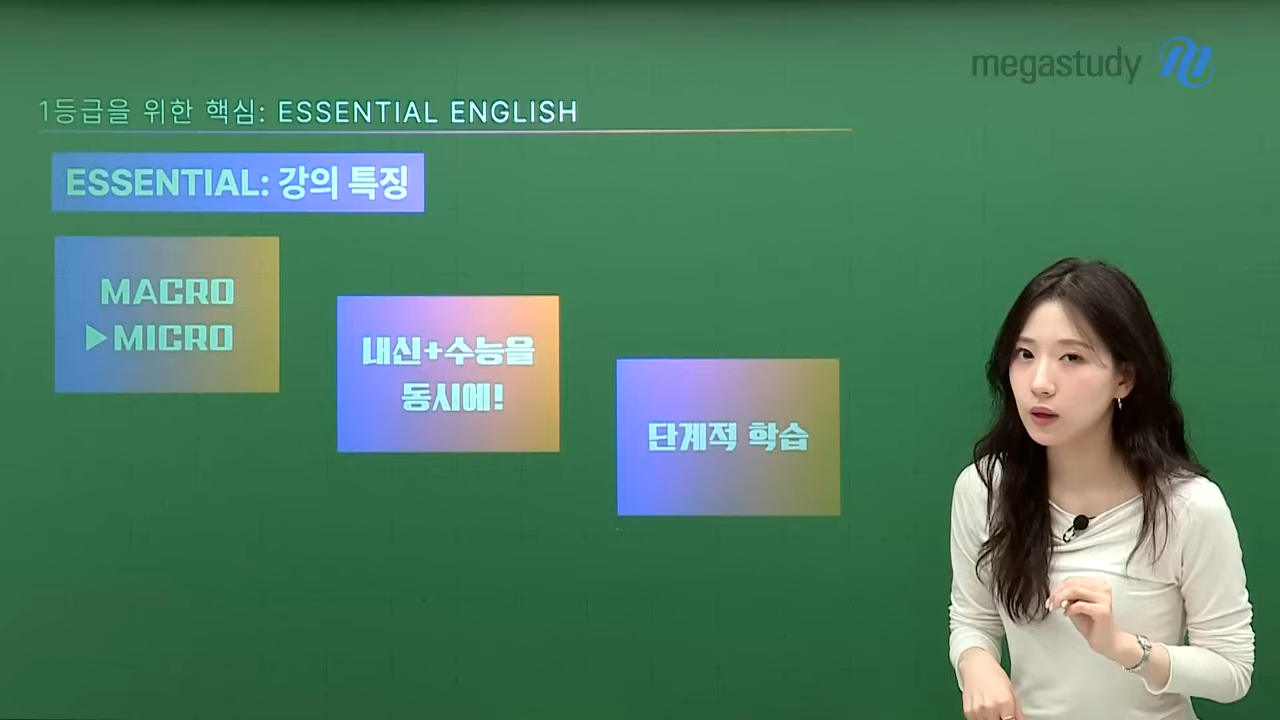 megastudy
1등급을 위한 핵심: ESSENTIAL ENGLISH
ESSENTIAL: 강의 특징
MACRO
▶MICRO
내신+수능을
동시에!
단계적 학습